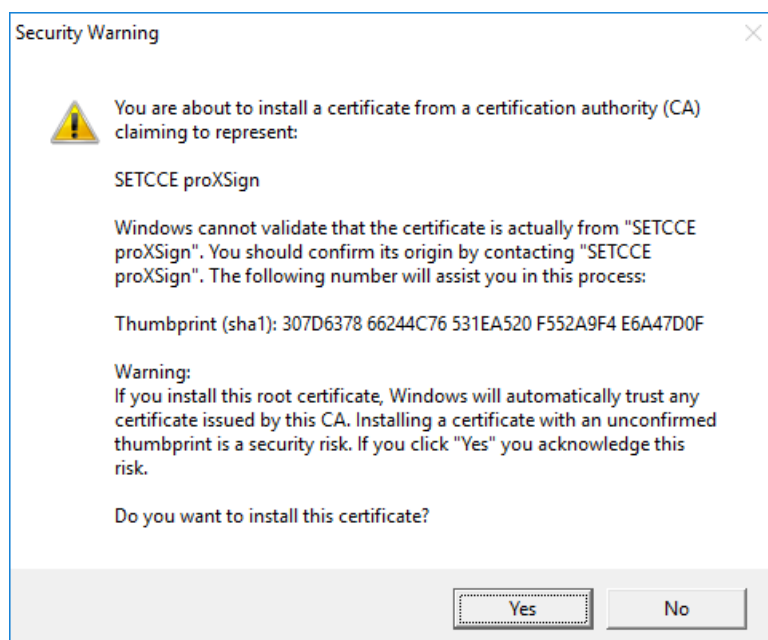 Security Warning
You are about to install a certificate from a certification authority (CA)
claiming to represent:
SETCCE proXSign
Windows cannot validate that the certificate is actually from "SETCCE
proXSign". You should confirm its origin by contacting "SETCCE
proXSign". The following number will assist you in this process:
Thumbprint (sha1): 307D6378 66244C76 531EA520 F552A9F4 E6A47D0F
Warning:
If you install this root certificate, Windows will automatically trust any
certificate issued by this CA. Installing a certificate with an unconfirmed
thumbprint is a security risk. If you click "Yes" you acknowledge this
risk.
Do you want to install this certificate?
Yes
No